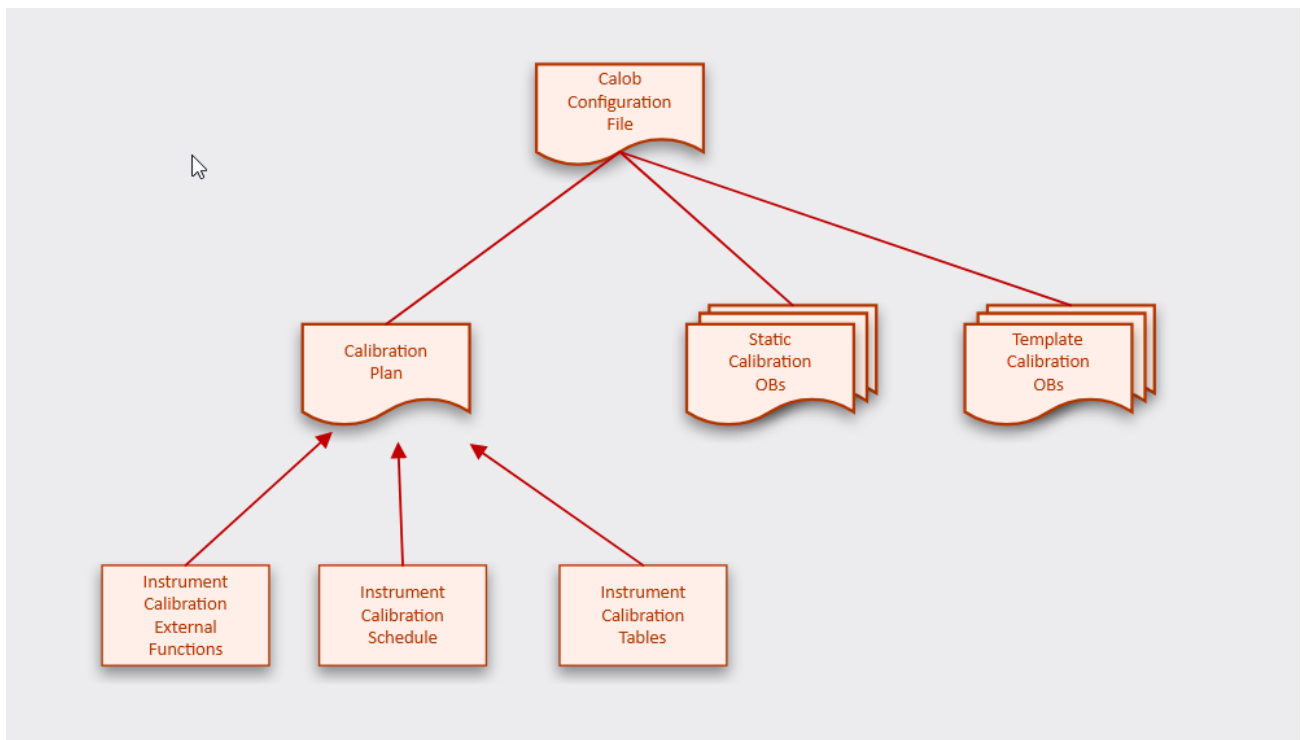 Calob
Configuration
File
Calibration
Plan
Static
Calibration
OBs
Template
Calibration
OBs
Instrument
Calibration
External
Functions
Instrument
Calibration
Schedule
Instrument
Calibration
Tables